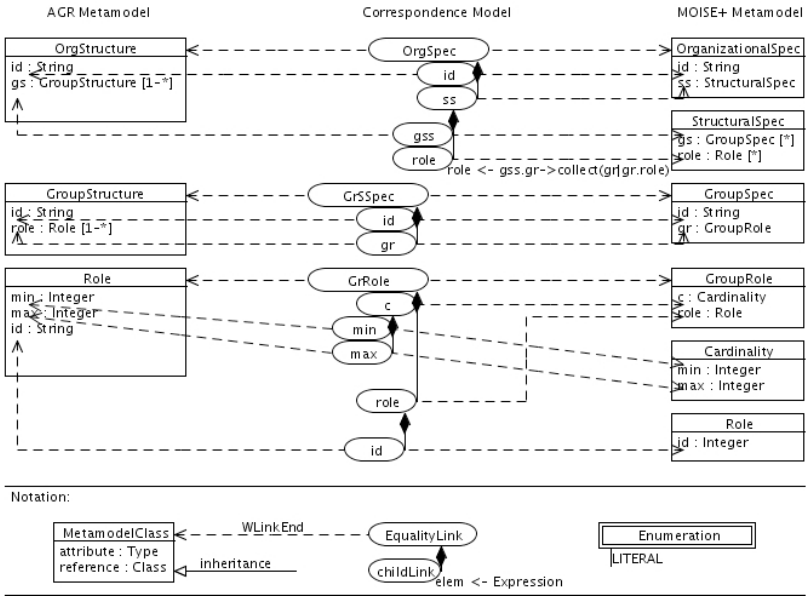 AGR Metamodel
Correspondence Model
MOISE+ Metamodel
OrgStructure
id : String
gs : GroupStructure [1-*]
OrgSpec
id
ss
OrganizationalSpec
id : String
ss : StructuralSpec
gss
role
role <- gss.gr->collect(gr|gr.role)
StructuralSpec
gs : GroupSpec [*]
role : Role [*]
GroupStructure
id : String
role : Role [1-*]
GrSSpec
id
gr
GroupSpec
id : String
gr : GroupRole
Role
min : Integer
max : Integer
id : String
GrRole
c
min
max
role
id
GroupRole
c : Cardinality
role : Role
Cardinality
min : Integer
max : Integer
Role
id : Integer
Notation:
MetamodelClass
attribute : Type
reference : Class
WLinkEnd
inheritance
EqualityLink
childLink
elem <- Expression
Enumeration
LITERAL